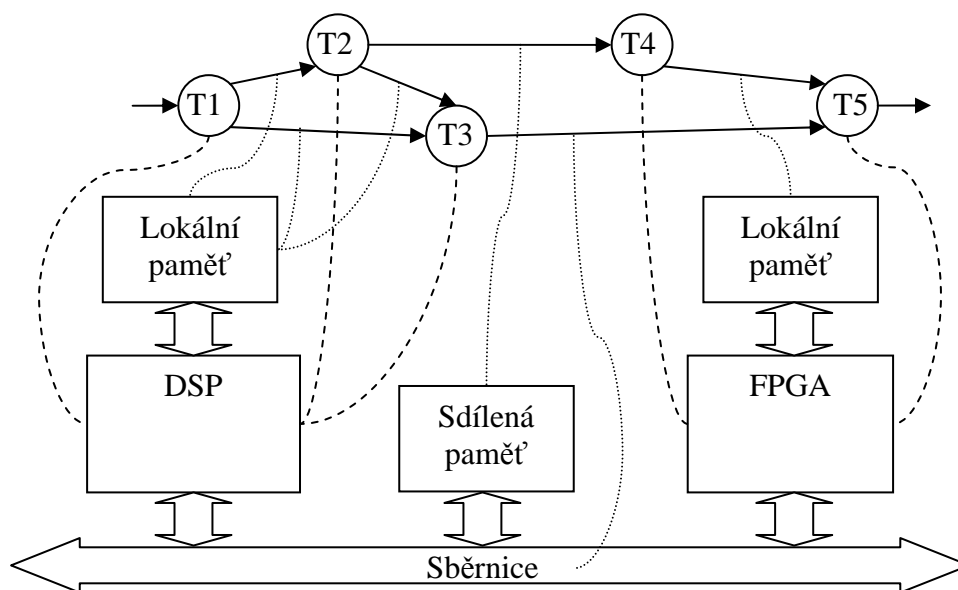 T2
T4
T1
T3
T5
Lokální
paměť
Lokální
paměť
DSP
FPGA
Sdílená
paměť
Sběrnice